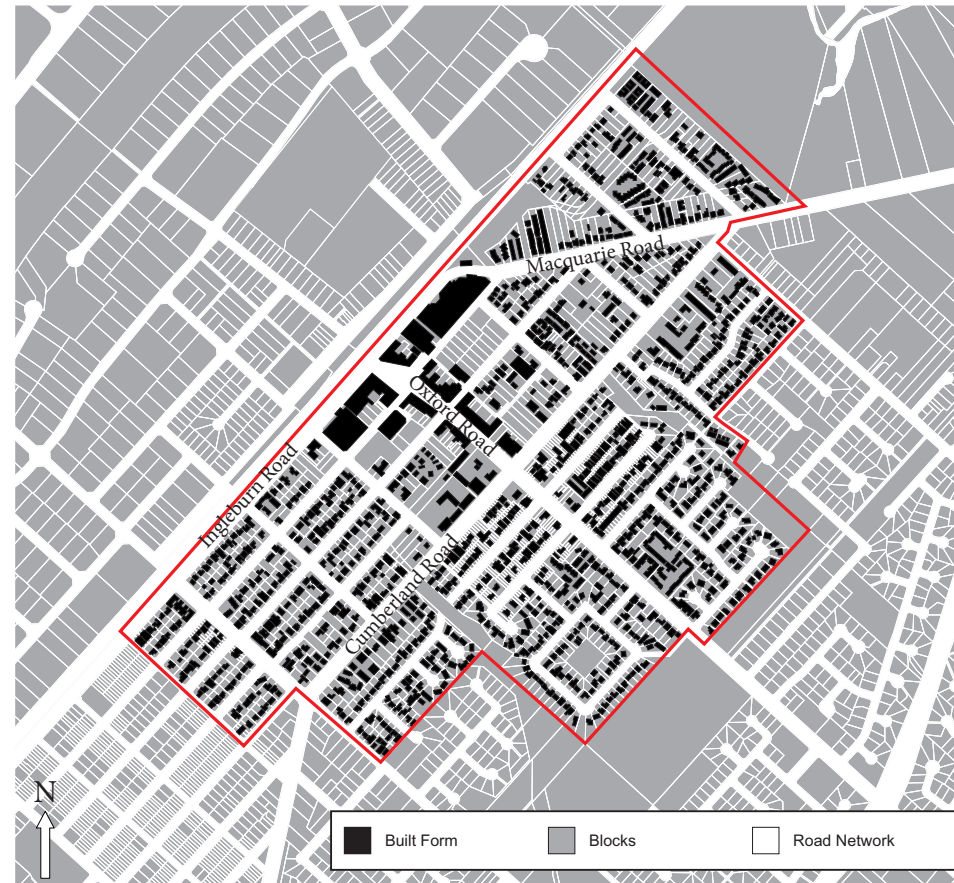 Macquarie Road
Oxford Road
Ingleburn Road
Cumberland Road
N
Built Form
Blocks
Road Network